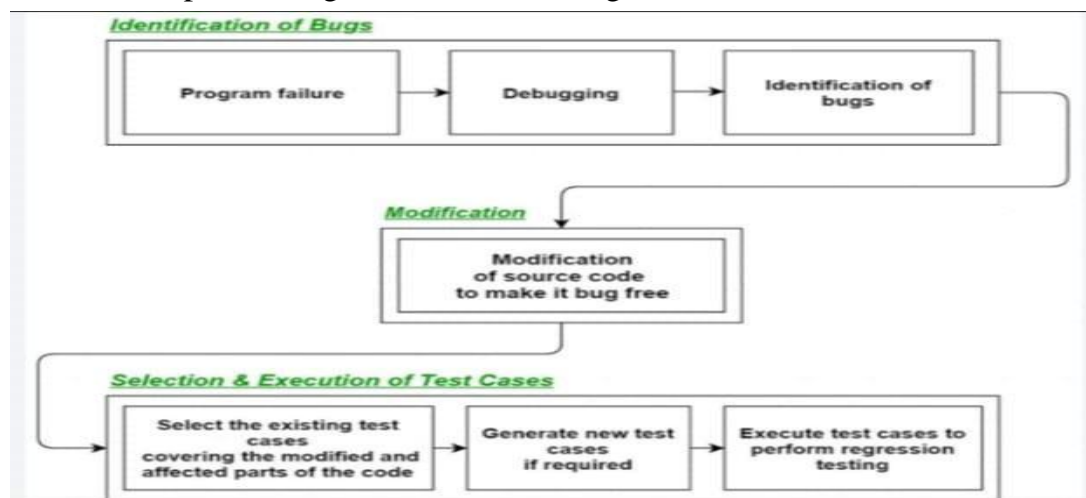 Identification of Bugs
Program failure
Debugging
Identification of
bugs
Modification
Modification
of source code
to make it bug free
Selection & Execution of Test Cases
Select the existing test
cases
covering the modified and
affected parts of the code
Generate new test
cases
if required
Execute test cases to
perform regression
testing